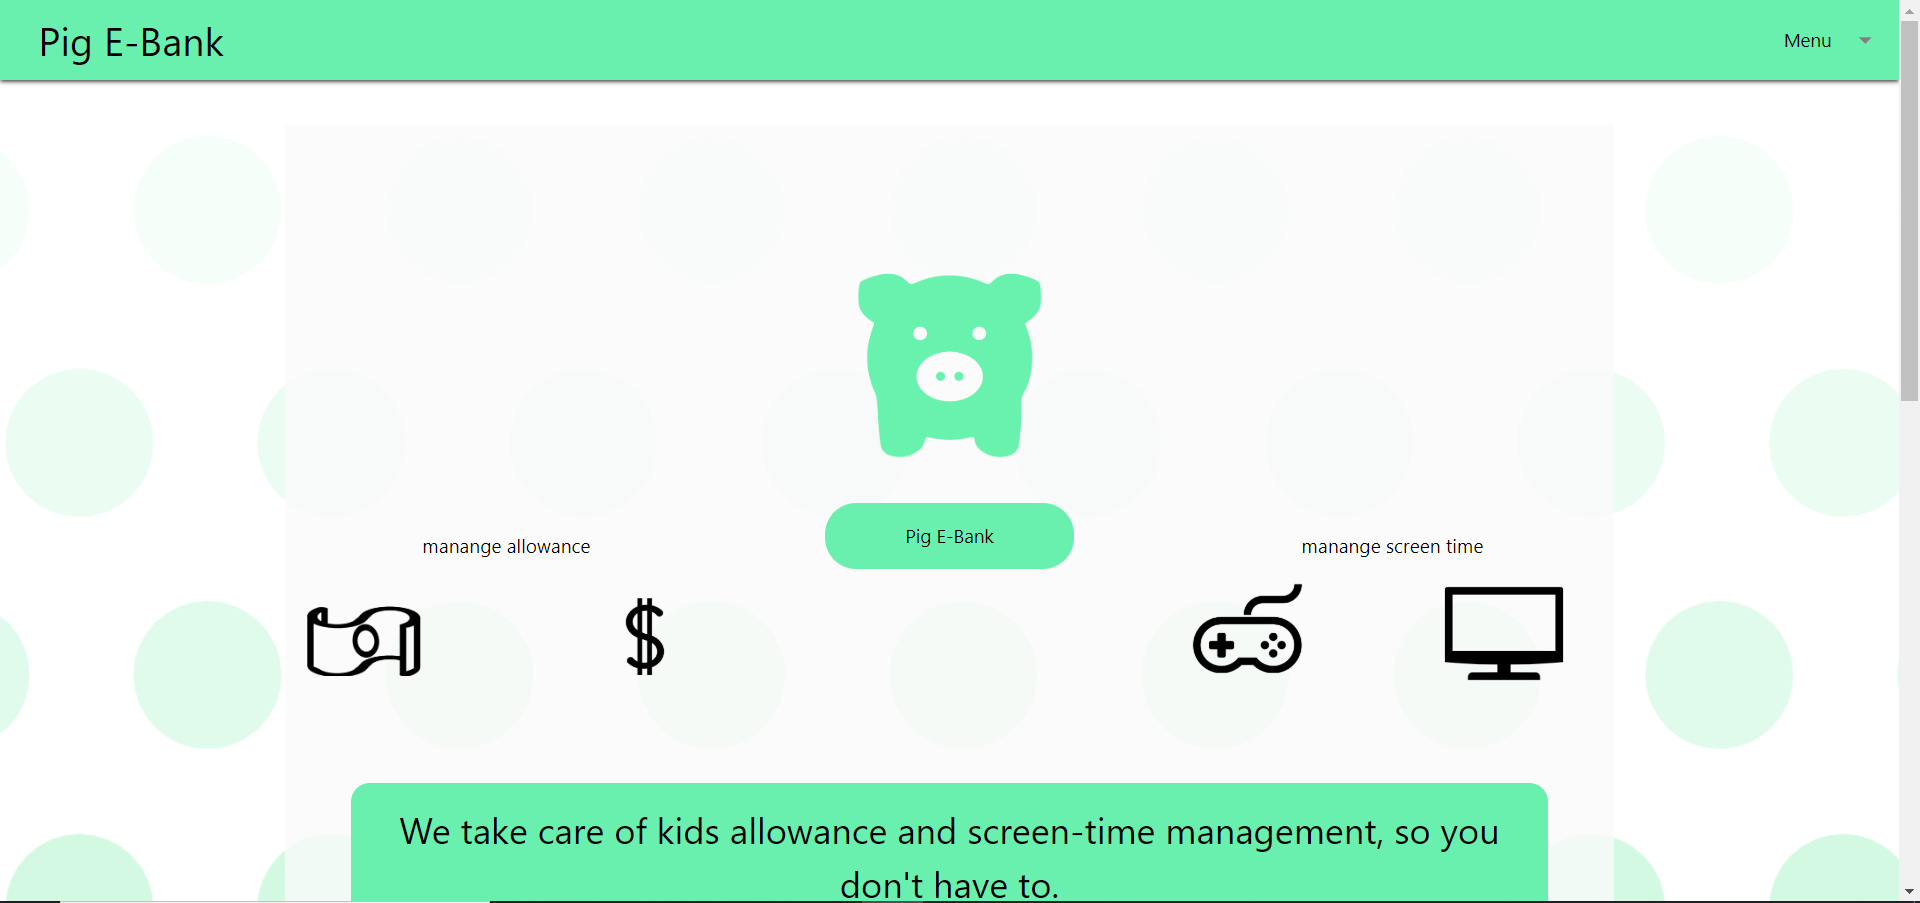 Pig E-Bank
Menu
Pig E-Bank
manange allowance
manange screen time
We take care of kids allowance and screen-time management, so you
don't have to.